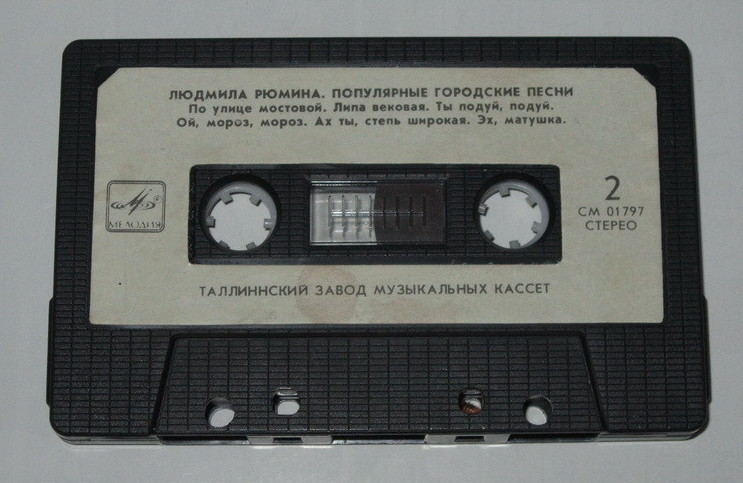 ЛЮДМИЛА РЮМИНА. ПОПУЛЯРНЫЕ ГОРОДСКИЕ ПЕСНИ
По улице мостовой. Липа вековая. Ты подуй, подуй.
Ой, мороз, мороз. Ах ты, степь широкая. Эх, матушка.
МЕЛОДИЯ
2
СМ 01797
СТЕРЕО
ТАЛЛИННСКИЙ ЗАВОД МУЗЫКАЛЬНЫХ КАССЕТ